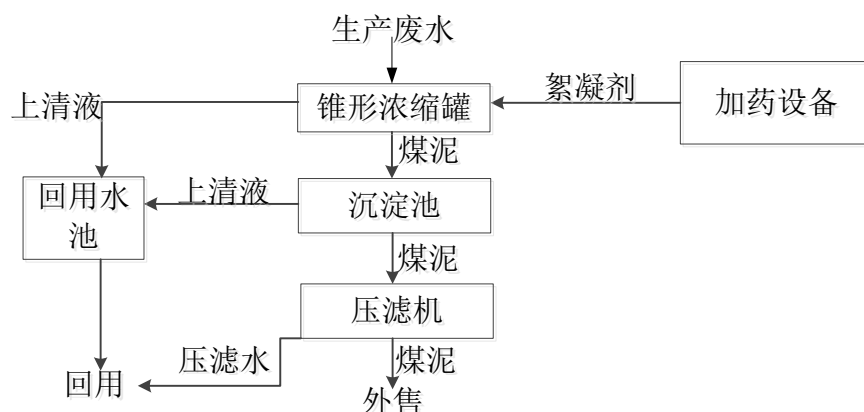 生产废水
上清液
锥形浓缩罐
絮凝剂
加药设备
煤泥
回用水
池
上清液
沉淀池
煤泥
压滤机
压滤水
煤泥
回用
外售